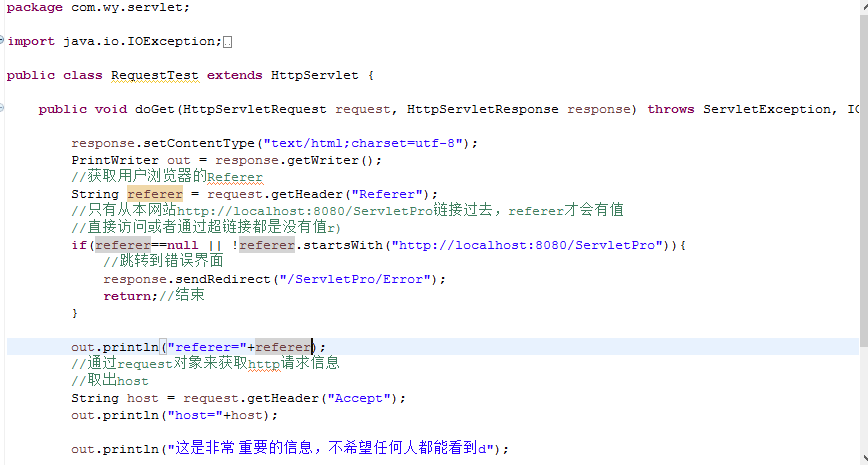 package com.wy.servlet;
import java.io.IOException;
public class RequestTest extends HttpServlet {
public void doGet(HttpServletRequest request, HttpServletResponse response) throws ServletException, IO
response.setContentType("text/html;charset=utf-8");
PrintWriter out = response.getWriter();
//获取用户浏览器的Referer
String referer = request.getHeader("Referer");
//只有从本网站http://localhost:8080/ServletPro链接过去，referer才会有值
//直接访问或者通过超链接都是没有值r)
if(referer==null || !referer.startsWith("http://localhost:8080/ServletPro")){
//跳转到错误界面
response.sendRedirect("/ServletPro/Error");
return;//结束
}
out.println("referer="+referer);
//通过request对象来获取http请求信息
//取出host
String host = request.getHeader("Accept");
out.println("host="+host);
out.println("这是非常 重要的信息，不希望任何人都能看到d");